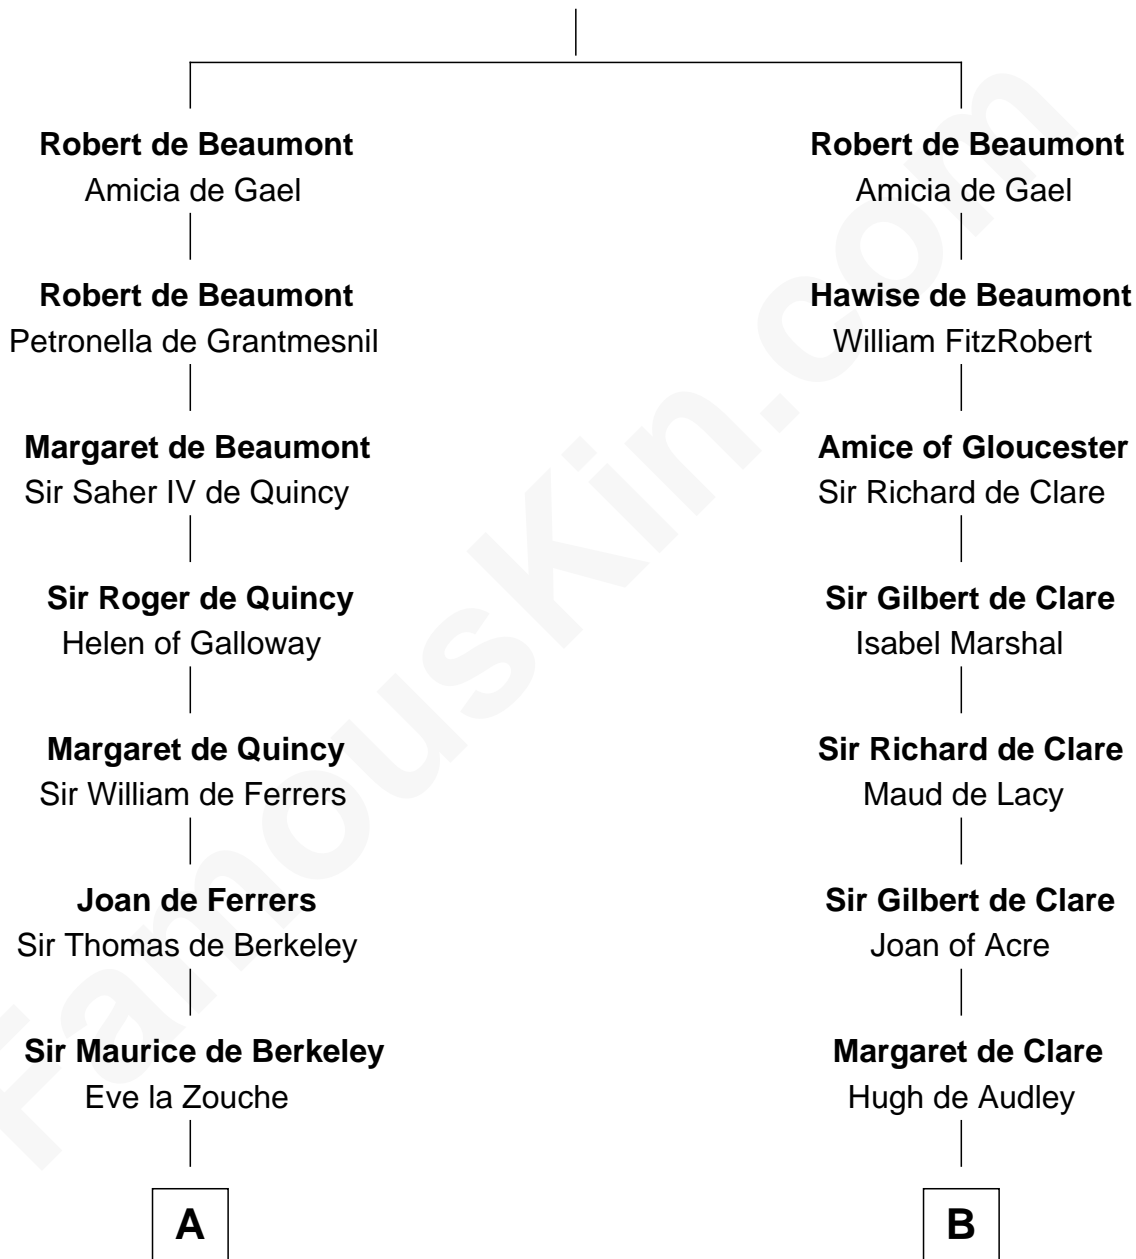 Robert de Beaumont
Amicia de Gael
Robert de Beaumont
Petronella de Grantmesnil
Margaret de Beaumont
Sir Saher IV de Quincy
Sir Roger de Quincy
Helen of Galloway
Margaret de Quincy
Sir William de Ferrers
Joan de Ferrers
Sir Thomas de Berkeley
Sir Maurice de Berkeley
Eve la Zouche
A
Robert de Beaumont
Amicia de Gael
Hawise de Beaumont
William FitzRobert
Amice of Gloucester
Sir Richard de Clare
Sir Gilbert de Clare
Isabel Marshal
Sir Richard de Clare
Maud de Lacy
Sir Gilbert de Clare
Joan of Acre
Margaret de Clare
Hugh de Audley
B
FamousKin.com